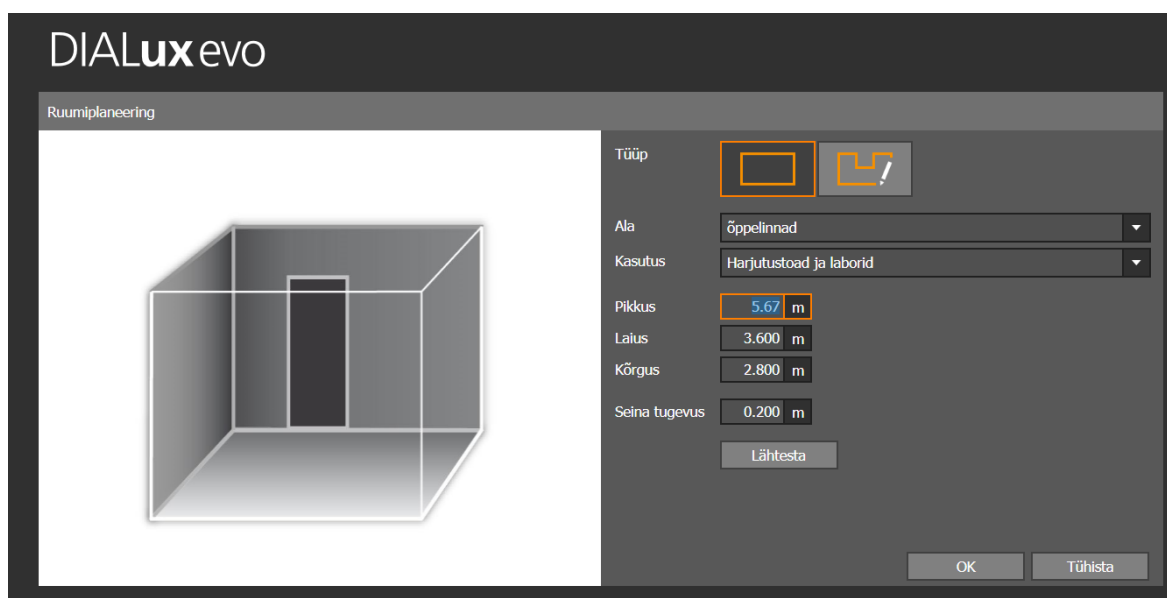 DIALux evo
Ruumiplaneering
Tüüp
Ala õppelinnad
Kasutus Harjutustoad ja laborid
Pikkus 5.67 m
Laius 3.600 m
Kõrgus 2.800 m
Seina tugevus 0.200 m
Lähtesta
OK Tühista